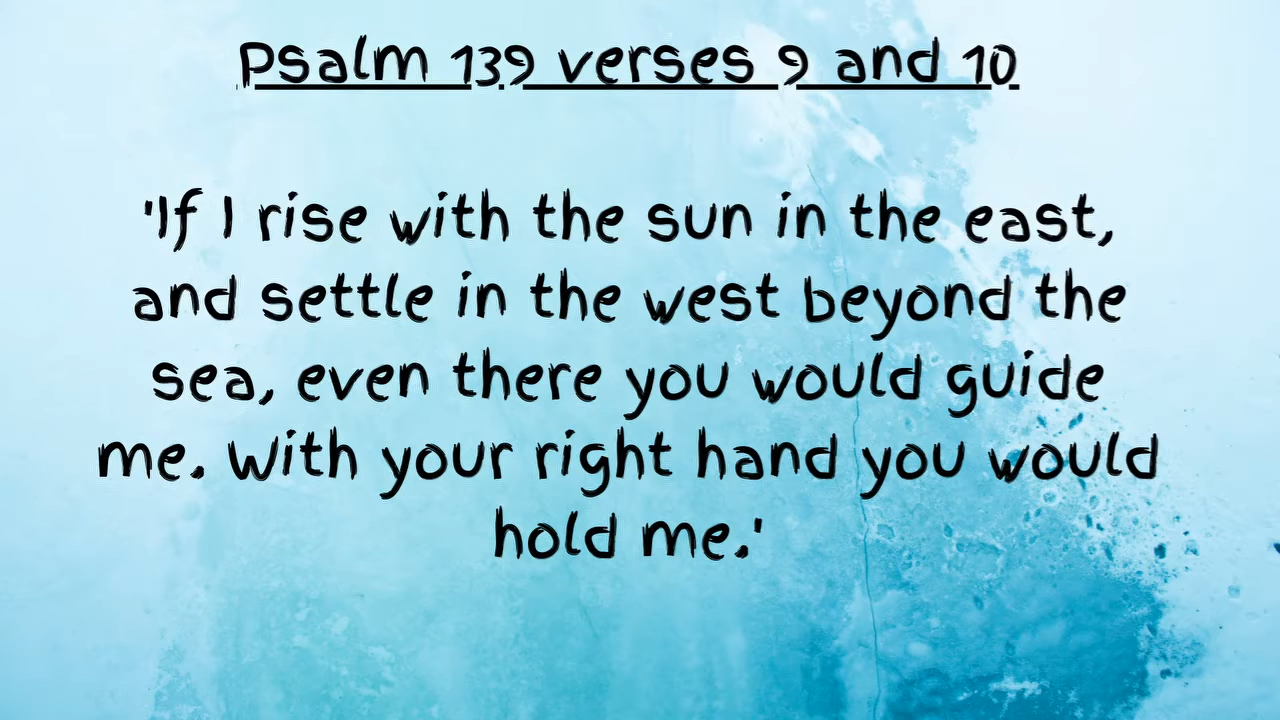 Psalm 139 verses 9 and 10
'If I rise with the sun in the east,
and settle in the west beyond the
sea, even there you would guide
me. With your right hand you would
hold me.'